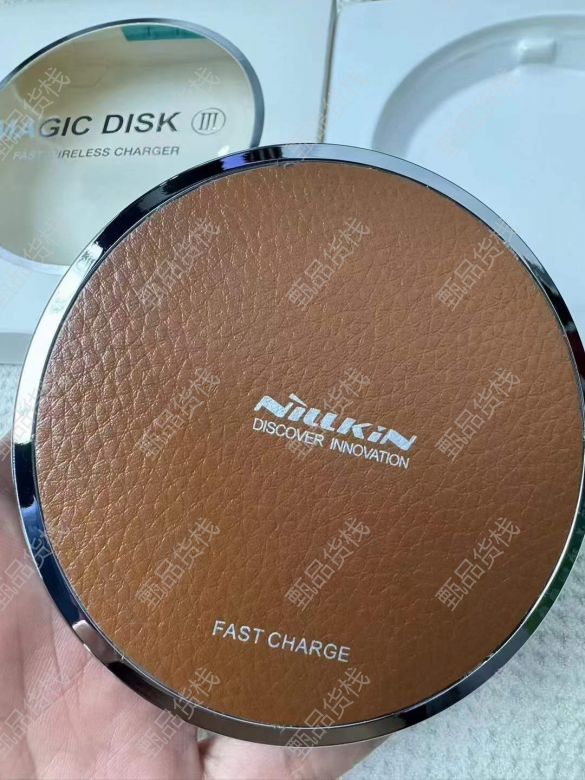 MAGIC DISK III
FAST WIRELESS CHARGER
NILLKIN
DISCOVER INNOVATION
FAST CHARGE
甄品货栈